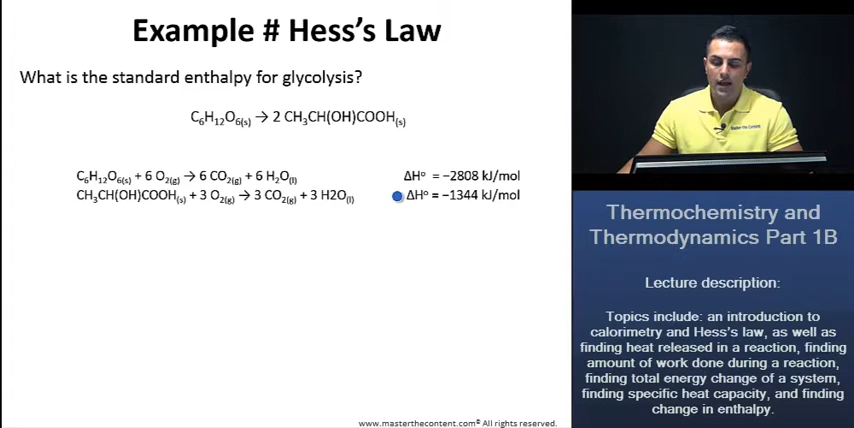 Example # Hess's Law
What is the standard enthalpy for glycolysis?
C₆H₁₂O₆₍ₛ₎ → 2 CH₃CH(OH)COOH₍ₛ₎
C₆H₁₂O₆₍ₛ₎ + 6 O₂(g) → 6 CO₂(g) + 6 H₂O(l) ΔH° = −2808 kJ/mol
CH₃CH(OH)COOH₍ₛ₎ + 3 O₂(g) → 3 CO₂(g) + 3 H2O(l) ΔH° = −1344 kJ/mol
www.masterthecontent.com© All rights reserved.
Thermochemistry and
Thermodynamics Part 1B
Lecture description:
Topics include: an introduction to
calorimetry and Hess's law, as well as
finding heat released in a reaction, finding
amount of work done during a reaction,
finding total energy change of a system,
finding specific heat capacity, and finding
change in enthalpy.